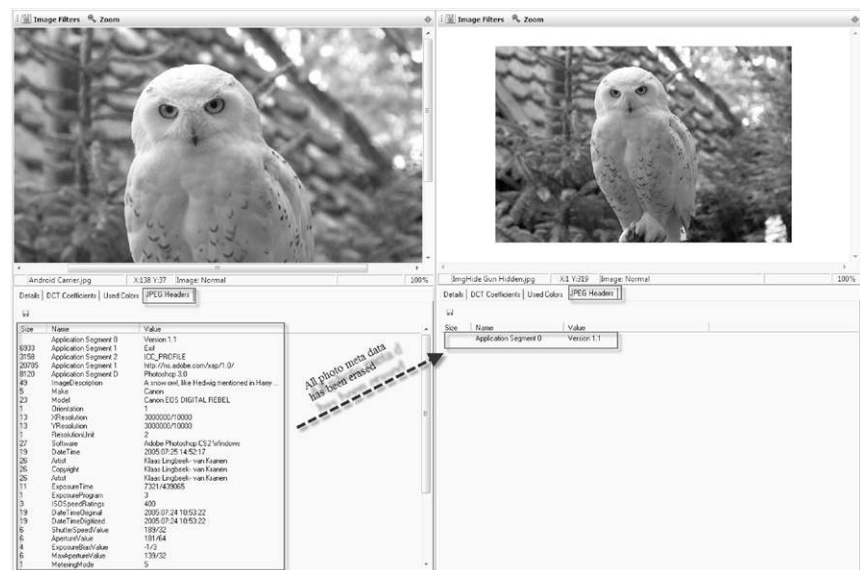 Image Filters Zoom
Android Carrier.jpg X:138 Y:37 Image: Normal 100%
Details DCT Coefficients Used Colors JPEG Headers
Size Name Value
Application Segment 0 Version 1.1
6933 Application Segment 1 Exif
3158 Application Segment 2 ICC_PROFILE
20785 Application Segment 1 http://ns.adobe.com/xap/1.0/
8120 Application Segment D Photoshop 3.0
49 ImageDescription A snow owl, like Hedwig mentioned in Harry ...
5 Make Canon
23 Model Canon EOS DIGITAL REBEL
1 Orientation 1
13 XResolution 3000000/10000
13 YResolution 3000000/10000
1 ResolutionUnit 2
27 Software Adobe Photoshop CS2 Windows
19 DateTime 2005:07:25 14:52:17
26 Artist Klaas Lingbeek- van Kranen
26 Copyright Klaas Lingbeek- van Kranen
26 Artist Klaas Lingbeek- van Kranen
11 ExposureTime 7321/439065
1 ExposureProgram 3
3 ISOSpeedRatings 400
19 DateTimeOriginal 2005:07:24 10:53:22
19 DateTimeDigitized 2005:07:24 10:53:22
6 ShutterSpeedValue 189/32
6 ApertureValue 181/64
4 ExposureBiasValue -1/3
6 MaxApertureValue 139/32
1 MeteringMode 5
All photo meta data
has been erased
Image Filters Zoom
ImgHide Gun Hidden.jpg X:1 Y:319 Image: Normal 100%
Details DCT Coefficients Used Colors JPEG Headers
Size Name Value
Application Segment 0 Version 1.1